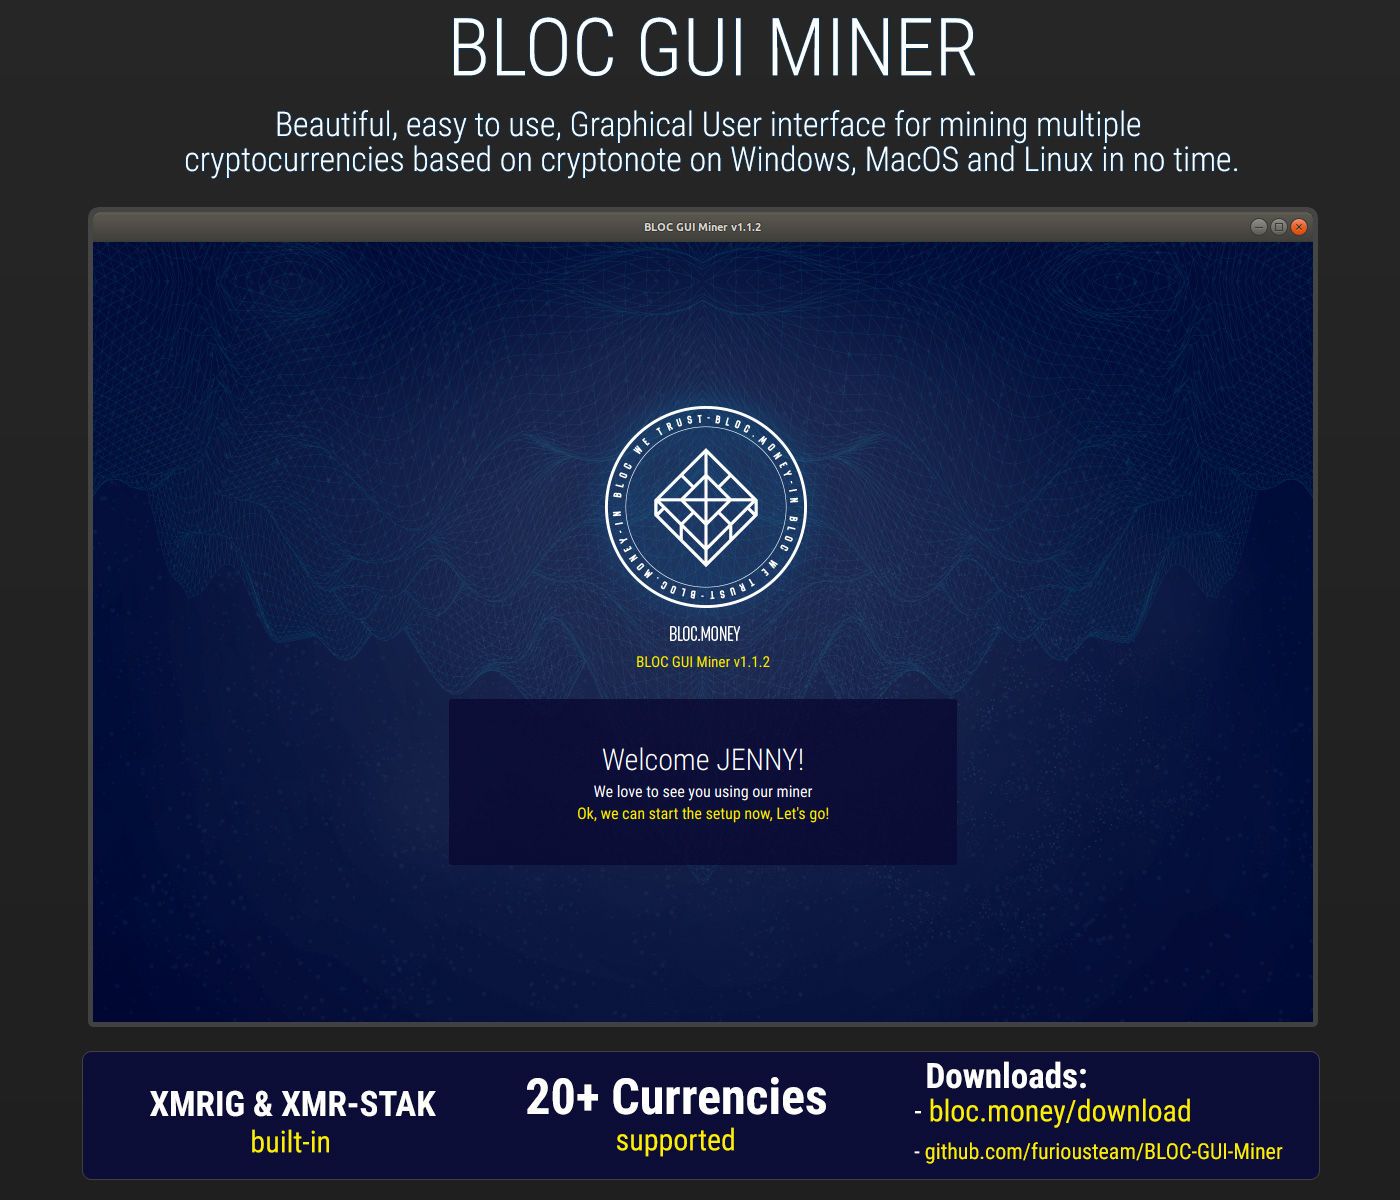 BLOC GUI MINER
Beautiful, easy to use, Graphical User interface for mining multiple
cryptocurrencies based on cryptonote on Windows, MacOS and Linux in no time.
BLOC GUI Miner v1.1.2
IN BLOC WE TRUST - BLOC.MONEY - IN BLOC WE TRUST - BLOC.MONEY -
BLOC.MONEY
BLOC GUI Miner v1.1.2
Welcome JENNY!
We love to see you using our miner
Ok, we can start the setup now, Let's go!
XMRIG & XMR-STAK
built-in
20+ Currencies
supported
Downloads:
- bloc.money/download
- github.com/furiousteam/BLOC-GUI-Miner